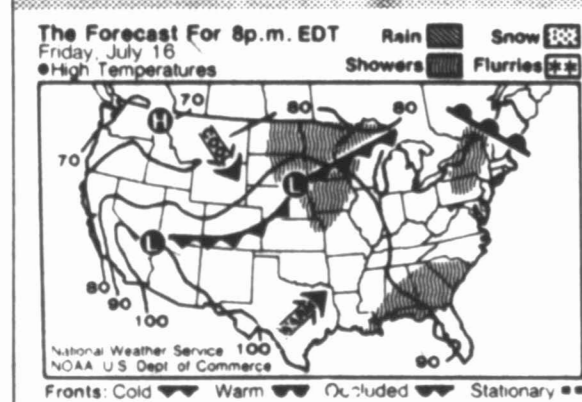 The Forecast For 8p.m. EDT
Friday, July 16
●High Temperatures
Rain
Snow
Showers
Flurries
70
80
80
70
H
L
L
80
90
100
100
90
National Weather Service
NOAA U S Dept of Commerce
Fronts: Cold Warm Occluded Stationary